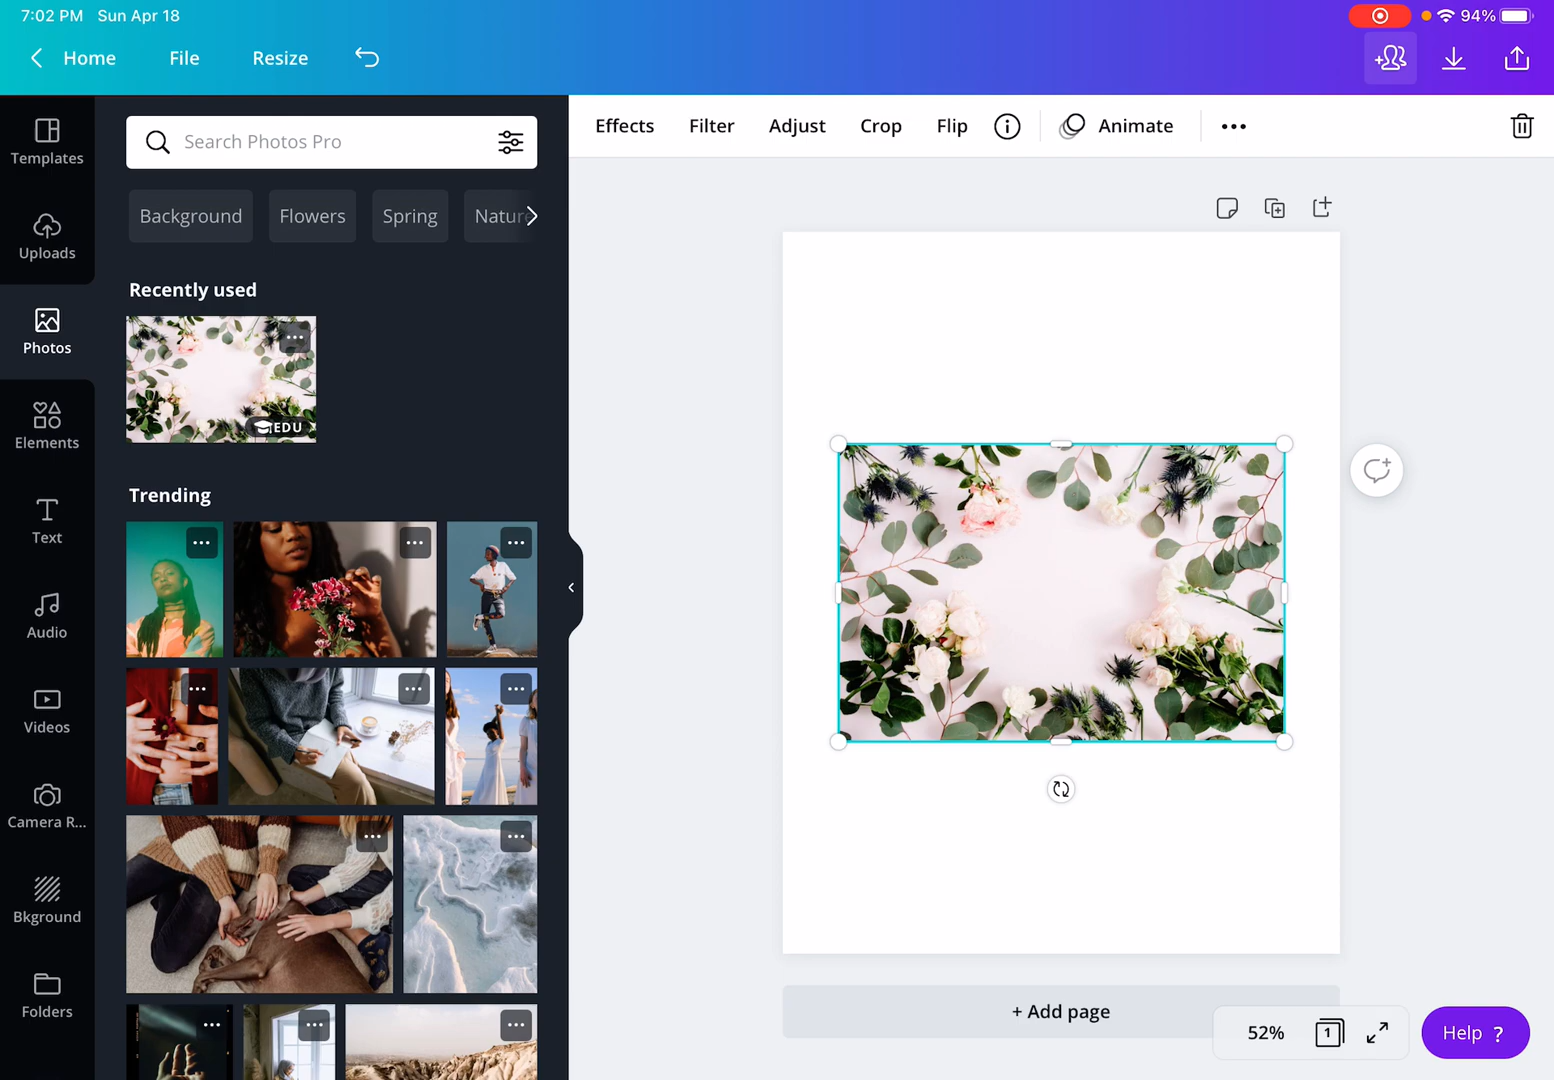 7:02 PM Sun Apr 18
94%
Home File Resize
Templates
Uploads
Photos
Elements
Text
Audio
Videos
Camera R...
Bkground
Folders
Search Photos Pro
Background Flowers Spring Nature
Recently used
EDU
Trending
Effects Filter Adjust Crop Flip Animate
+ Add page
52% 1
Help ?